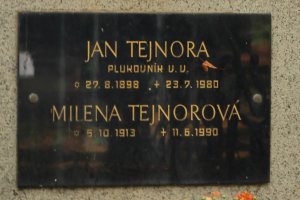 JAN TEJNORA
PLUKOVNÍK V.V.
☆ 27.8.1898 + 23.7.1980
MILENA TEJNOROVÁ
☆ 5.10.1913 + 11.6.1990